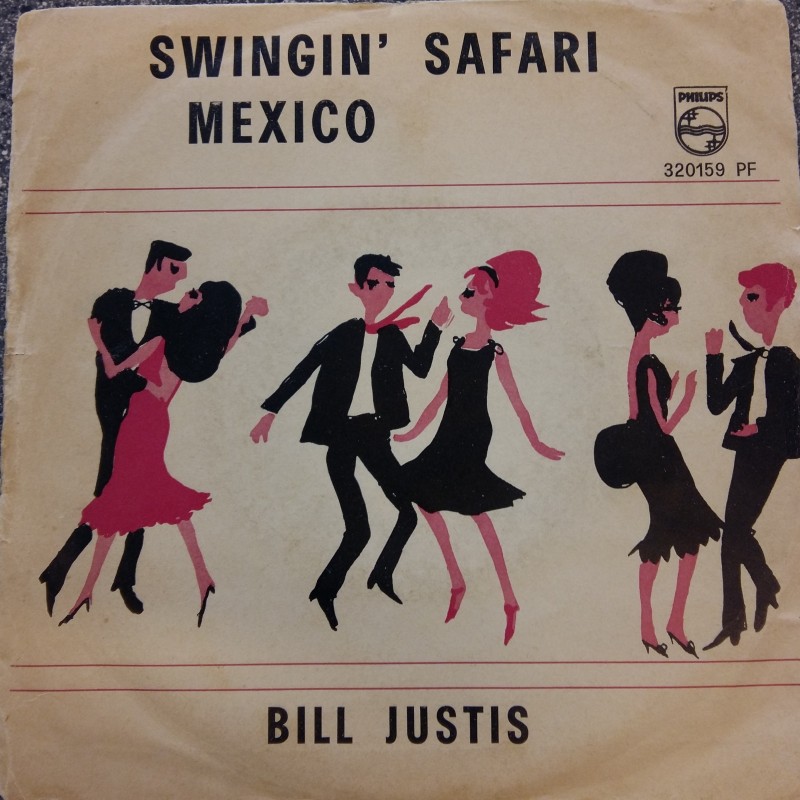 SWINGIN' SAFARI
MEXICO
PHILIPS
320159 PF
BILL JUSTIS